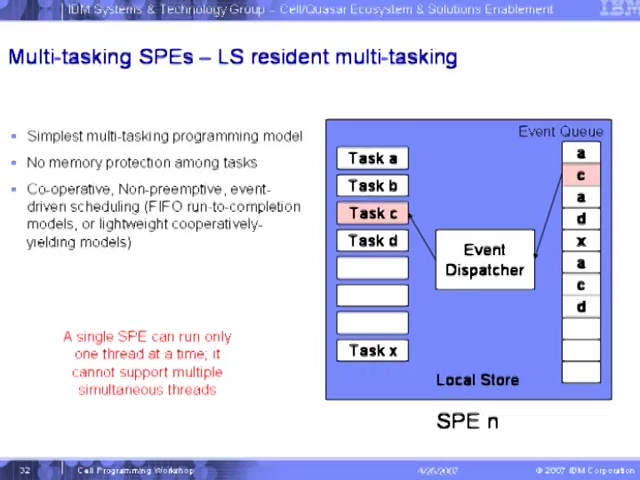 IBM Systems & Technology Group – Cell/Quasar Ecosystem & Solutions Enablement
IBM
Multi-tasking SPEs – LS resident multi-tasking
Simplest multi-tasking programming model
No memory protection among tasks
Co-operative, Non-preemptive, event-
driven scheduling (FIFO run-to-completion
models, or lightweight cooperatively-
yielding models)
A single SPE can run only
one thread at a time; it
cannot support multiple
simultaneous threads
Event Queue
Task a
Task b
Task c
Task d
Task x
Event
Dispatcher
a
c
a
d
x
a
c
d
Local Store
SPE n
32
Cell Programming Workshop
4/26/2007
© 2007 IBM Corporation